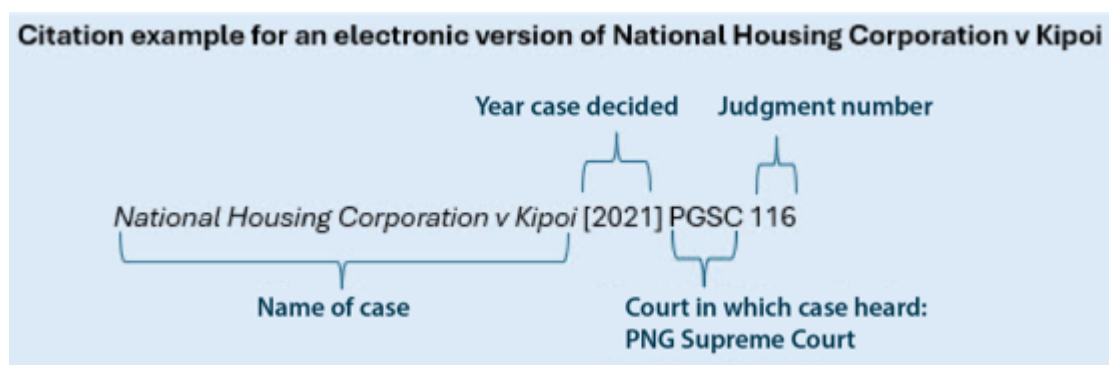 Citation example for an electronic version of National Housing Corporation v Kipoi
Year case decided Judgment number
National Housing Corporation v Kipoi [2021] PGSC 116
Name of case Court in which case heard:
PNG Supreme Court